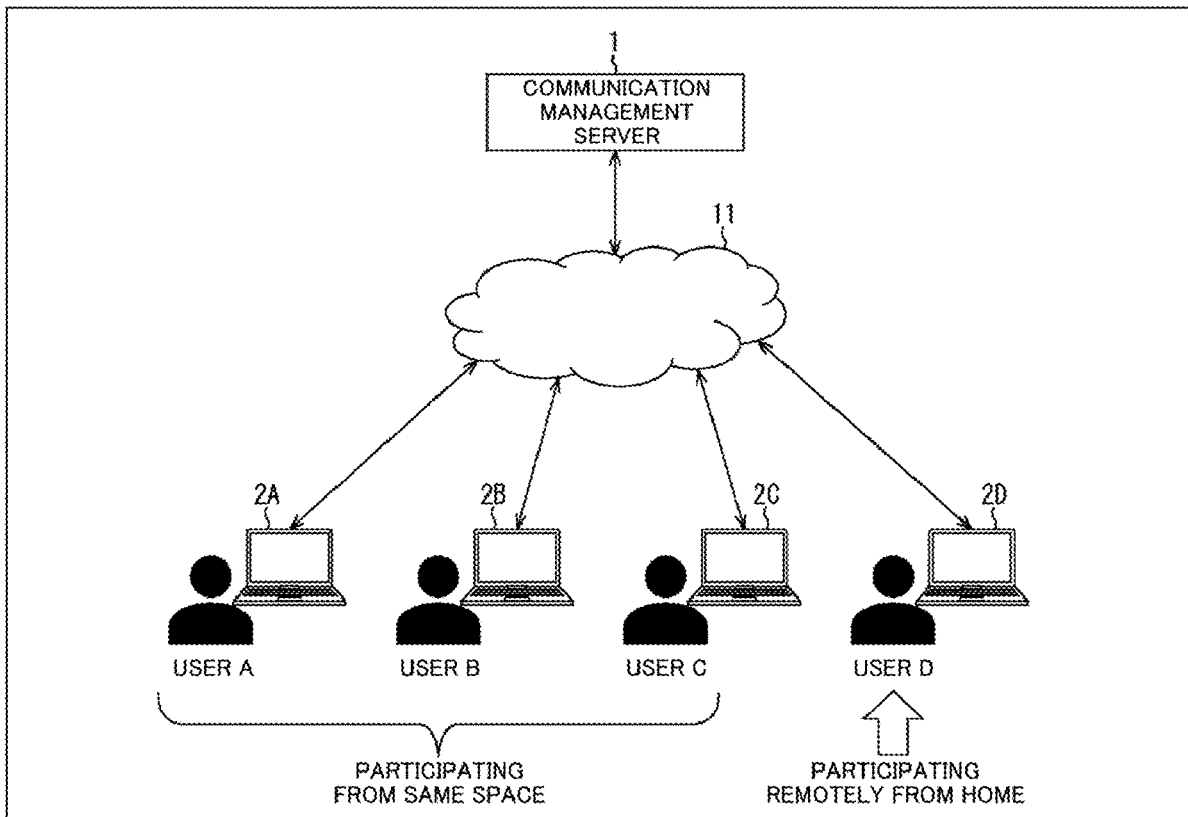 1
COMMUNICATION
MANAGEMENT
SERVER
11
2A
2B
2C
2D
USER A
USER B
USER C
USER D
PARTICIPATING
FROM SAME SPACE
PARTICIPATING
REMOTELY FROM HOME